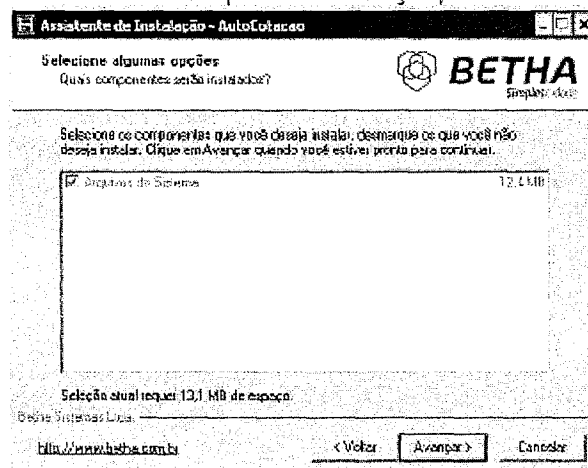 Assistente de Instalação - AutoCotacao
Selecione algumas opções
Quais componentes serão instalados?
BETHA
Selecione os componentes que você deseja instalar; desmarque os que você não
deseja instalar. Clique em Avançar quando você estiver pronto para continuar.
Arquivos do Sistema
12,4 MB
Seleção atual requer 13,1 MB de espaço.
Betha Sistemas Ltda.
http://www.betha.com.br
< Voltar
Avançar >
Cancelar